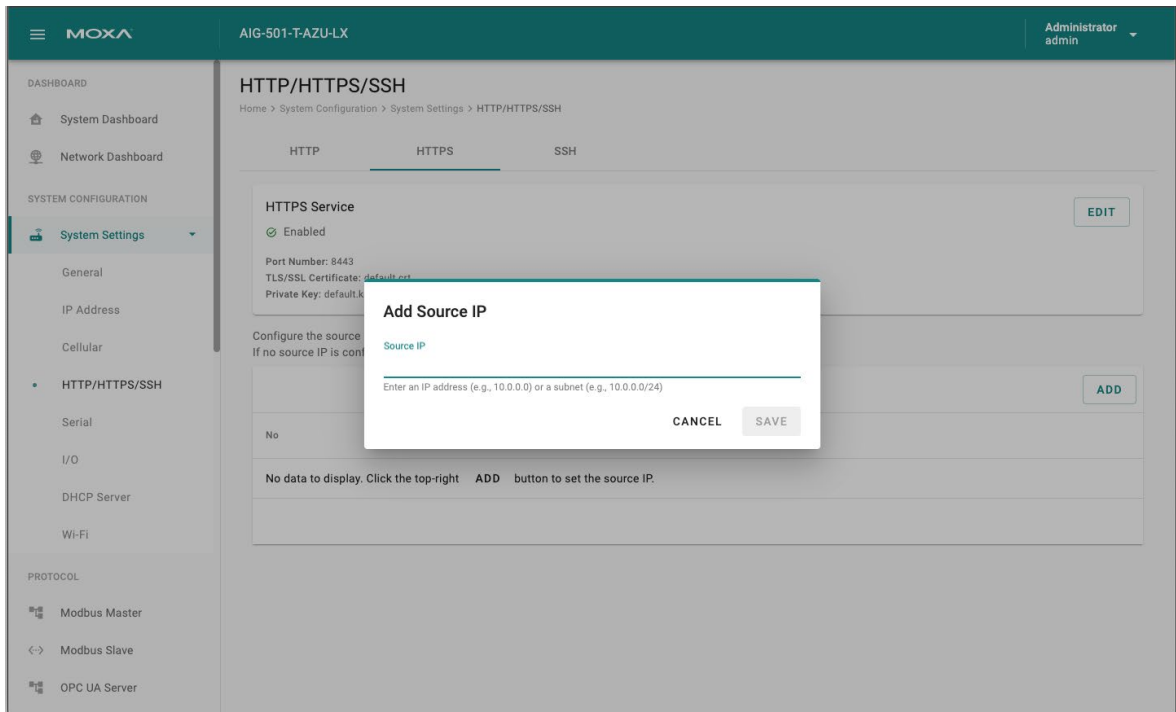 MOXA
AIG-501-T-AZU-LX
Administrator
admin
DASHBOARD
System Dashboard
Network Dashboard
SYSTEM CONFIGURATION
System Settings
General
IP Address
Cellular
HTTP/HTTPS/SSH
Serial
I/O
DHCP Server
Wi-Fi
PROTOCOL
Modbus Master
Modbus Slave
OPC UA Server
HTTP/HTTPS/SSH
Home > System Configuration > System Settings > HTTP/HTTPS/SSH
HTTP HTTPS SSH
HTTPS Service
EDIT
Enabled
Port Number: 8443
TLS/SSL Certificate: default.crt
Private Key: default.k
Configure the source
If no source IP is conf
ADD
No
No data to display. Click the top-right ADD button to set the source IP.
Add Source IP
Source IP
Enter an IP address (e.g., 10.0.0.0) or a subnet (e.g., 10.0.0.0/24)
CANCEL SAVE